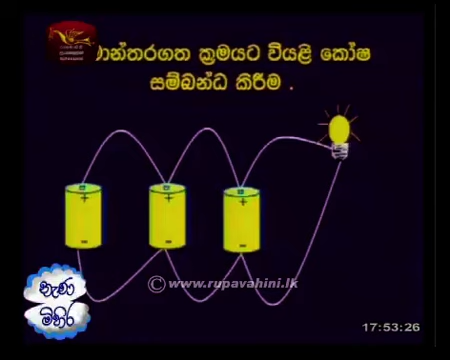 ාන්තරගත ක්‍රමයට වියළි කෝෂ
සම්බන්ධ කිරීම .
+
+
+
-
-
-
© www.rupavahini.lk
නැණ
මිහිර
17:53:26